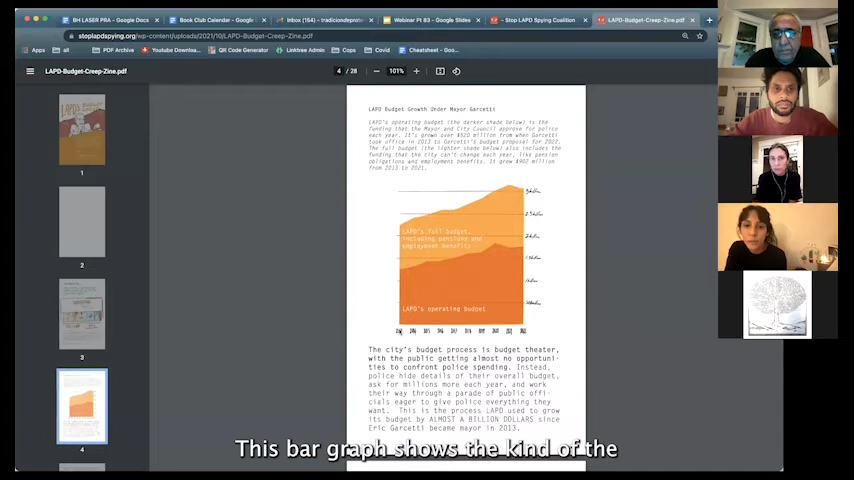 BH LASER PRA - Google Docs
Book Club Calendar - Google D
Inbox (154) - tradiciondeprote
Webinar Pt 83 - Google Slides
- Stop LAPD Spying Coalition
LAPD-Budget-Creep-Zine.pdf
stoplapdspying.org/wp-content/uploads/2021/10/LAPD-Budget-Creep-Zine.pdf
Bookmarks
all
PDF Archive
Youtube Downloa...
QR Code Generator
Linktree Admin
Cops
Covid
Cheatsheet - Goog...
LAPD-Budget-Creep-Zine.pdf
4 / 28
101%
1
2
3
4
LAPD Budget Growth Under Mayor Garcetti
LAPD's operating budget (the darker shade below) is the
funding that the Mayor and City Council approve for police
each year. It's grown over $520 million from when Garcetti
took office in 2013 to Garcetti's budget proposal for 2022.
The full budget (the lighter shade below) also includes the
funding that the city can't change each year, like pension
obligations and employment benefits. It grew $902 million
from 2013 to 2021.
LAPD's full budget,
including pensions and
employment benefits
LAPD's operating budget
The city's budget process is budget theater,
with the public getting almost no opportuni-
ties to confront police spending. Instead,
police hide details of their overall budget,
ask for millions more each year, and work
their way through a parade of public offi-
cials eager to give police everything they
want. This is the process LAPD used to grow
its budget by ALMOST A BILLION DOLLARS since
Eric Garcetti became mayor in 2013.
This bar graph shows the kind of the